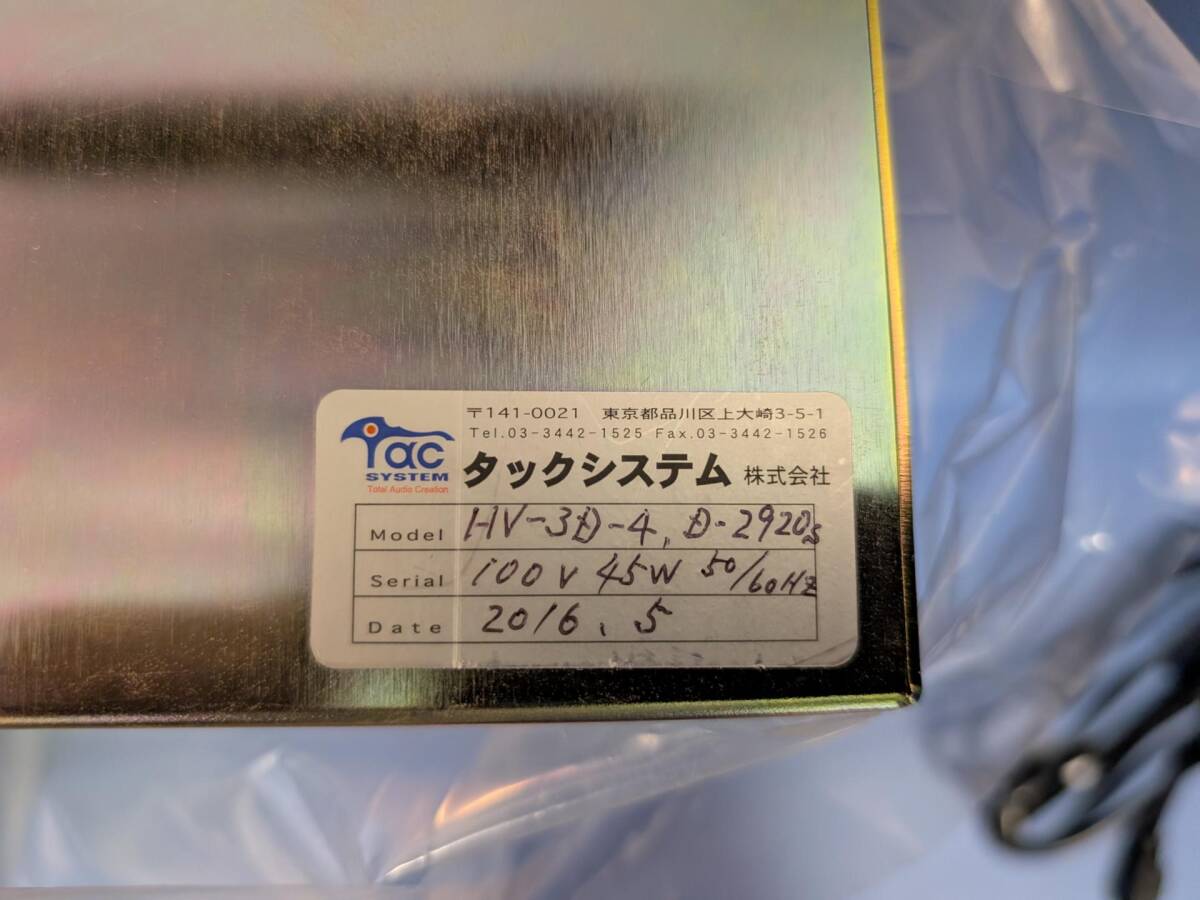 〒141-0021 東京都品川区上大崎3-5-1
Tel.03-3442-1525 Fax.03-3442-1526
Tac
SYSTEM
Total Audio Creation
タックシステム 株式会社
Model HV-3D-4, D-2920s
Serial 100V 45W 50/60Hz
Date 2016.5